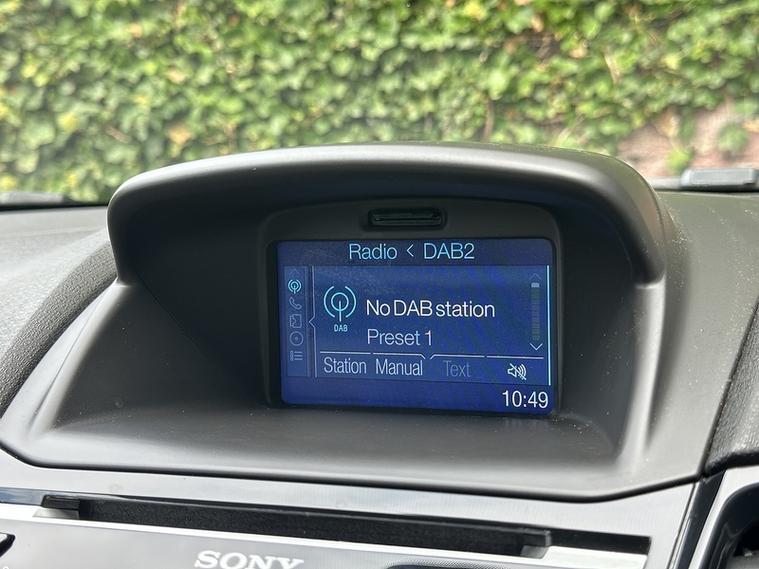 Radio < DAB2
No DAB station
DAB
Preset 1
Station Manual Text
10:49
SONY